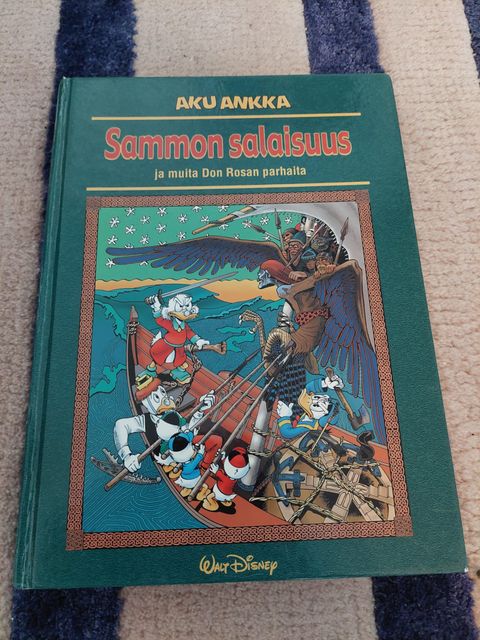 AKU ANKKA
Sammon salaisuus
ja muita Don Rosan parhaita
WALT DISNEY